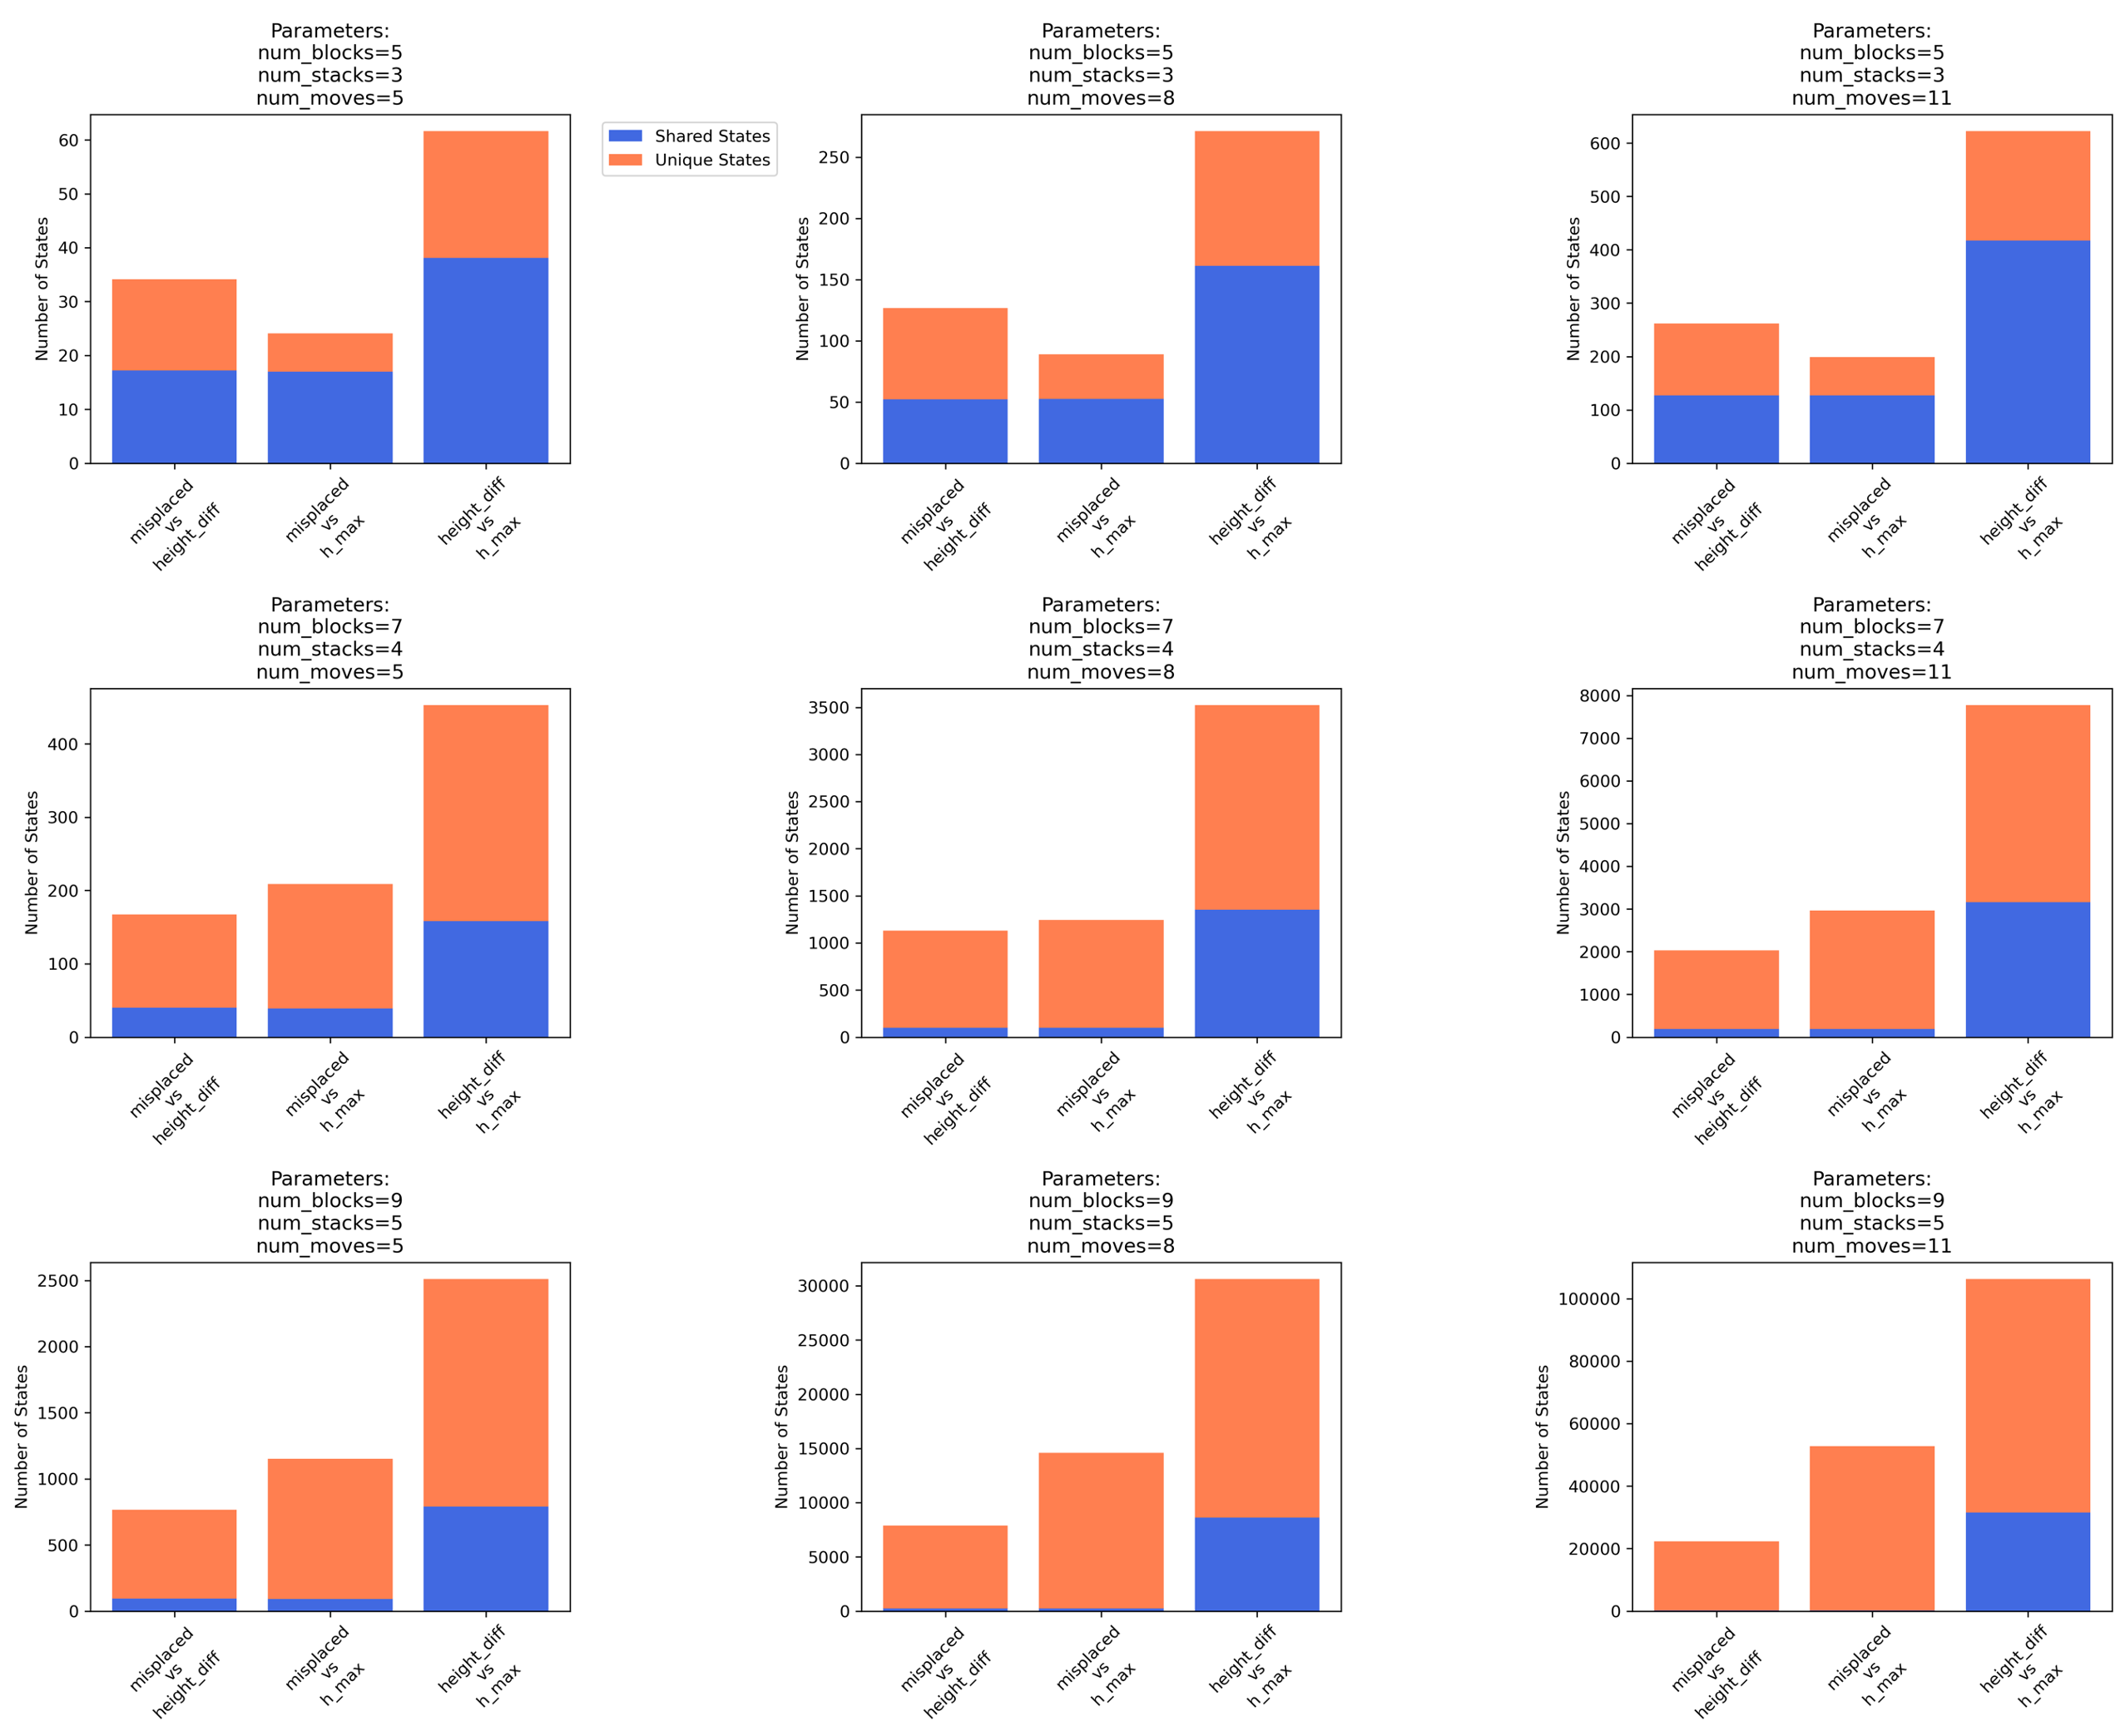 Parameters:
num_blocks=5
num_stacks=3
num_moves=5
Number of States
60
50
40
30
20
10
0
misplaced
vs
height_diff
misplaced
vs
h_max
height_diff
vs
h_max
Shared States
Unique States
Parameters:
num_blocks=5
num_stacks=3
num_moves=8
Number of States
250
200
150
100
50
0
misplaced
vs
height_diff
misplaced
vs
h_max
height_diff
vs
h_max
Parameters:
num_blocks=5
num_stacks=3
num_moves=11
Number of States
600
500
400
300
200
100
0
misplaced
vs
height_diff
misplaced
vs
h_max
height_diff
vs
h_max
Parameters:
num_blocks=7
num_stacks=4
num_moves=5
Number of States
400
300
200
100
0
misplaced
vs
height_diff
misplaced
vs
h_max
height_diff
vs
h_max
Parameters:
num_blocks=7
num_stacks=4
num_moves=8
Number of States
3500
3000
2500
2000
1500
1000
500
0
misplaced
vs
height_diff
misplaced
vs
h_max
height_diff
vs
h_max
Parameters:
num_blocks=7
num_stacks=4
num_moves=11
Number of States
8000
7000
6000
5000
4000
3000
2000
1000
0
misplaced
vs
height_diff
misplaced
vs
h_max
height_diff
vs
h_max
Parameters:
num_blocks=9
num_stacks=5
num_moves=5
Number of States
2500
2000
1500
1000
500
0
misplaced
vs
height_diff
misplaced
vs
h_max
height_diff
vs
h_max
Parameters:
num_blocks=9
num_stacks=5
num_moves=8
Number of States
30000
25000
20000
15000
10000
5000
0
misplaced
vs
height_diff
misplaced
vs
h_max
height_diff
vs
h_max
Parameters:
num_blocks=9
num_stacks=5
num_moves=11
Number of States
100000
80000
60000
40000
20000
0
misplaced
vs
height_diff
misplaced
vs
h_max
height_diff
vs
h_max